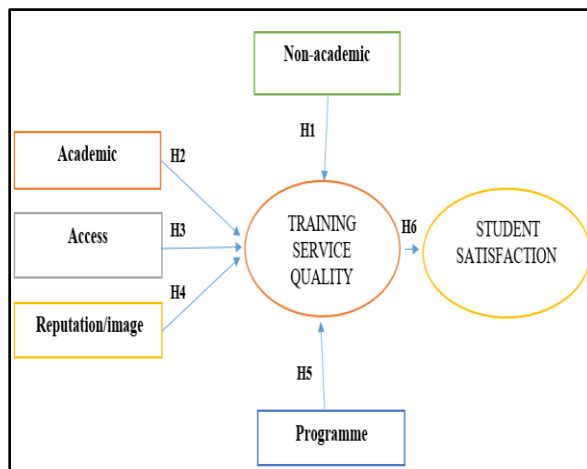 Non-academic
H1
Academic
H2
Access
H3
Reputation/image
H4
TRAINING
SERVICE
QUALITY
H6
STUDENT
SATISFACTION
H5
Programme